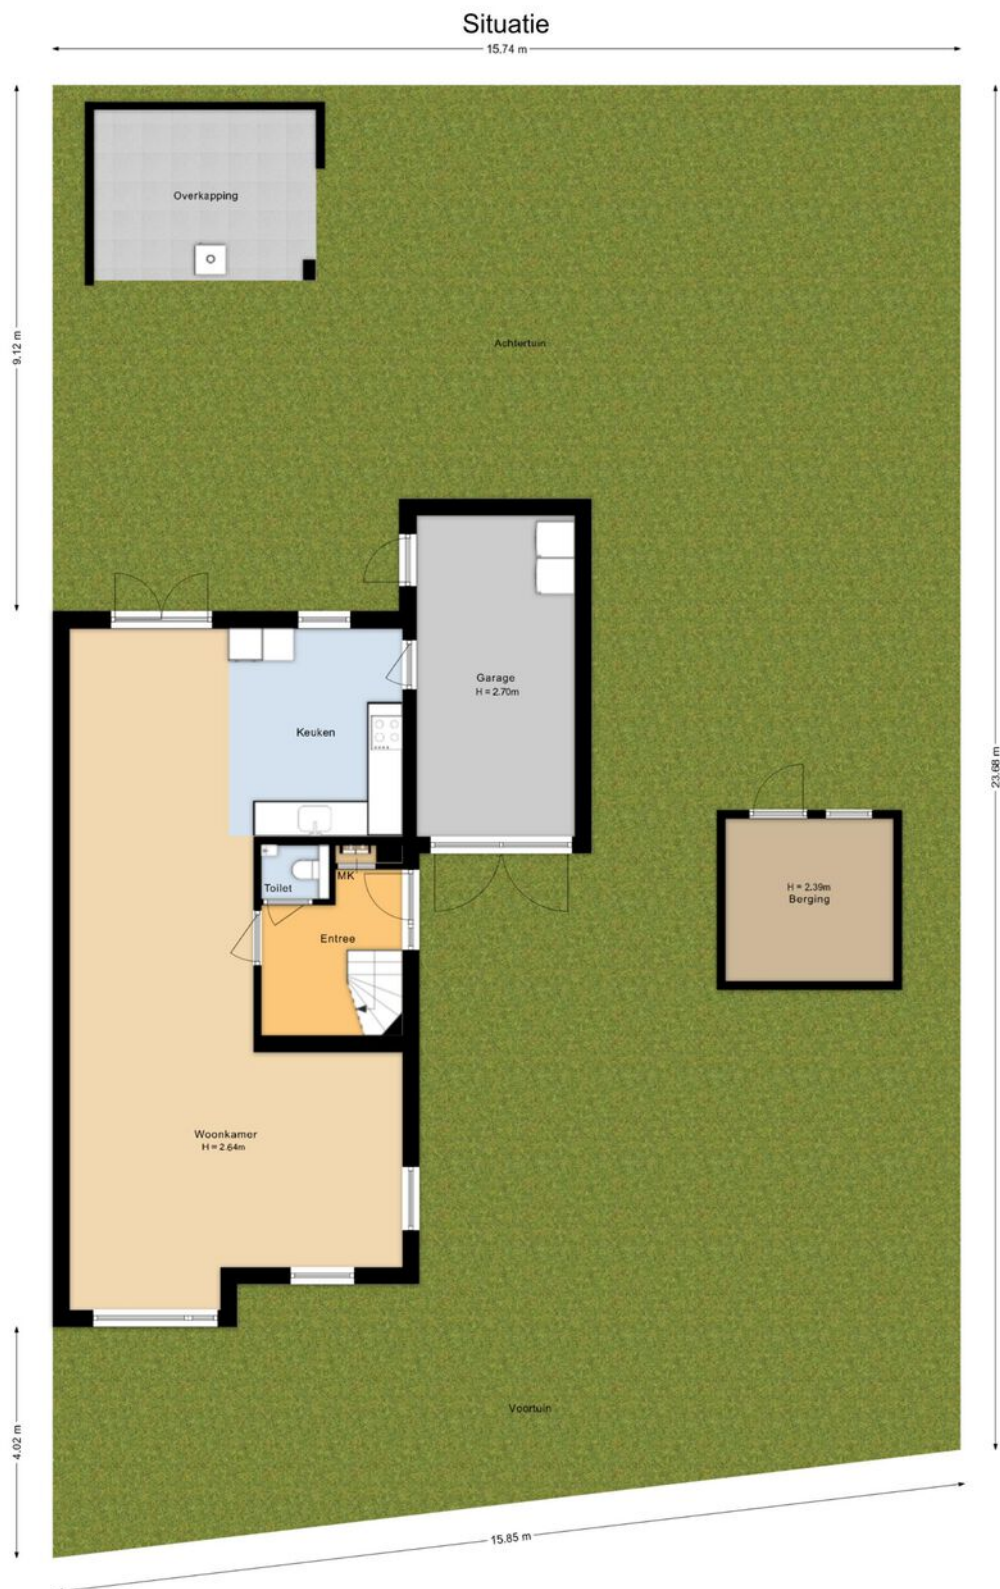 Situatie
15.74 m
Overkapping
9.12 m
Achtertuin
Garage
H = 2.70m
Keuken
23.68 m
H = 2.39m
Berging
Toilet
MK
Entree
Woonkamer
H = 2.64m
Voortuin
4.02 m
15.85 m